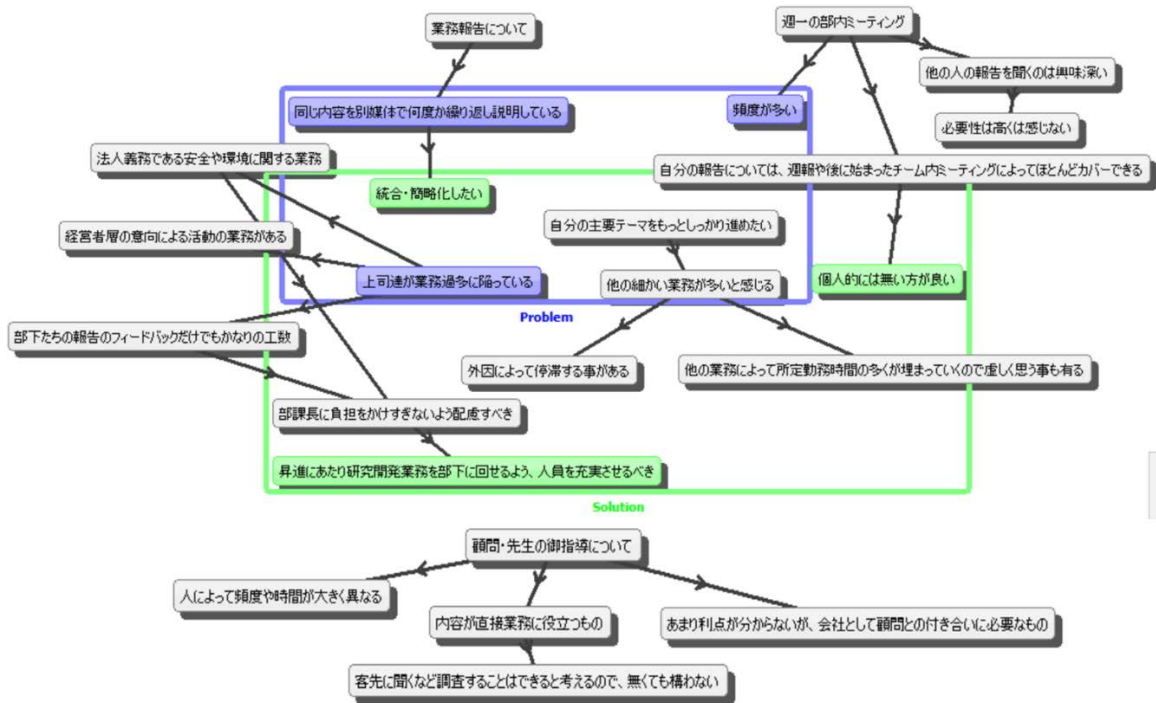 業務報告について
週一の部内ミーティング
他の人の報告を聞くのは興味深い
同じ内容を別媒体で何度か繰り返し説明している
頻度が多い
必要性は高くは感じない
法人義務である安全や環境に関する業務
自分の報告については、週報や後に始まったチーム内ミーティングによってほとんどカバーできる
統合・簡略化したい
自分の主要テーマをもっとしっかり進めたい
経営者層の意向による活動の業務がある
上司達が業務過多に陥っている
他の細かい業務が多いと感じる
個人的には無い方が良い
Problem
部下たちの報告のフィードバックだけでもかなりの工数
外因によって停滞する事がある
他の業務によって所定勤務時間の多くが埋まっていくので虚しく思う事も有る
部課長に負担をかけすぎないよう配慮すべき
昇進にあたり研究開発業務を部下に回せるよう、人員を充実させるべき
Solution
顧問・先生の御指導について
人によって頻度や時間が大きく異なる
内容が直接業務に役立つもの
あまり利点が分からないが、会社として顧問との付き合いに必要なもの
客先に聞くなど調査することはできると考えるので、無くても構わない